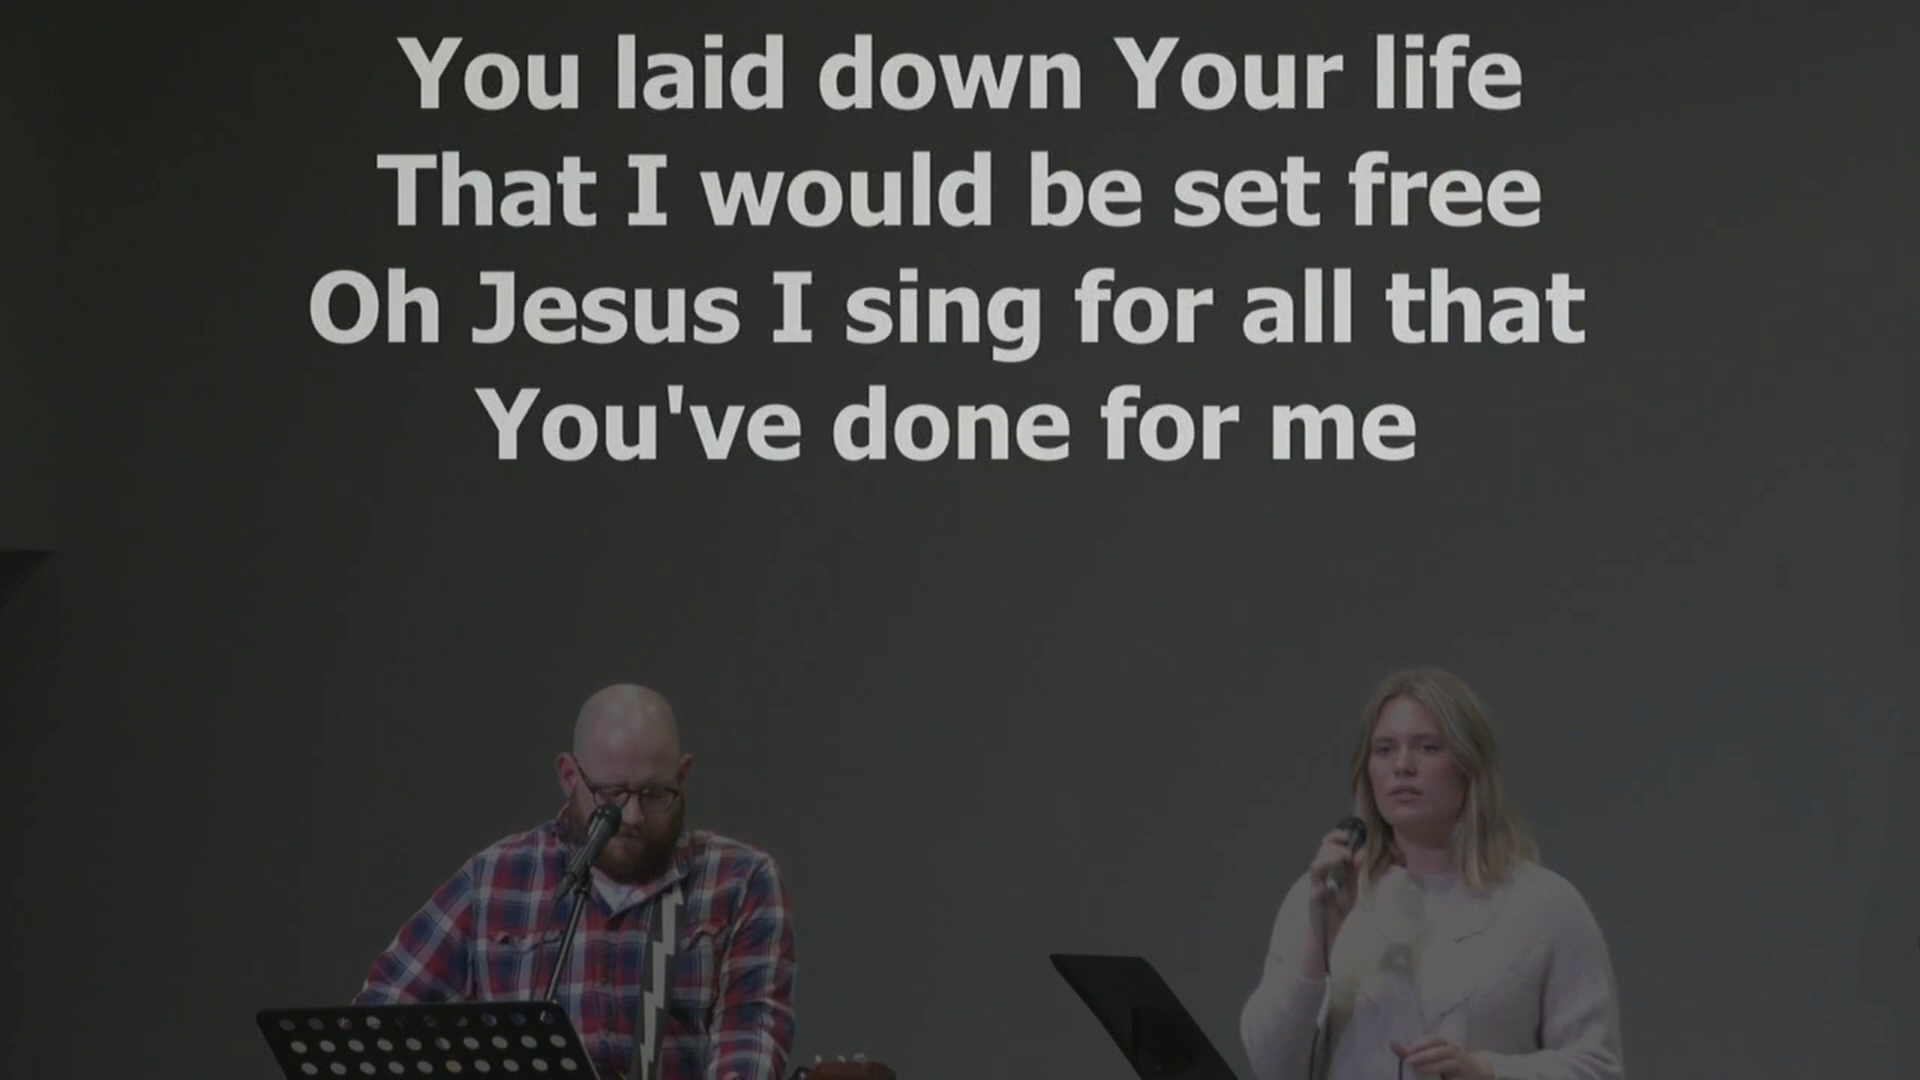 You laid down Your life
That I would be set free
Oh Jesus I sing for all that
You've done for me